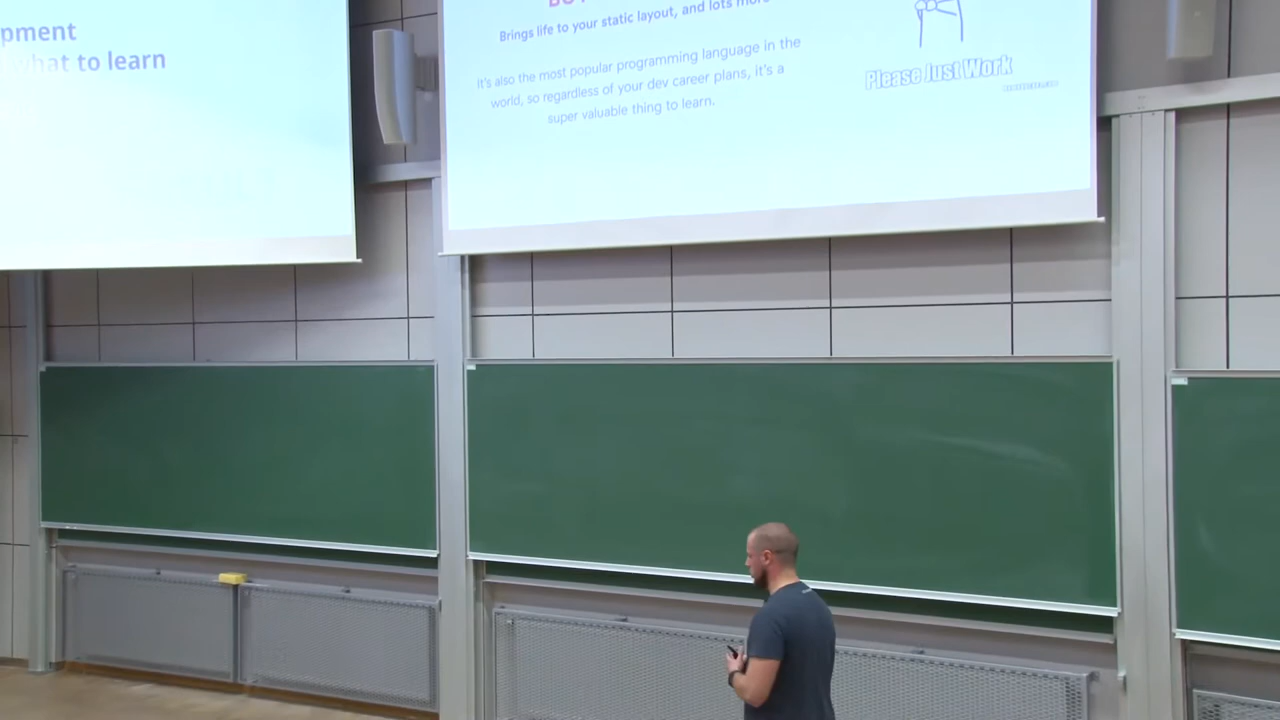 pment
what to learn
Brings life to your static layout, and lots more
It's also the most popular programming language in the
world, so regardless of your dev career plans, it's a
super valuable thing to learn.
Please Just Work